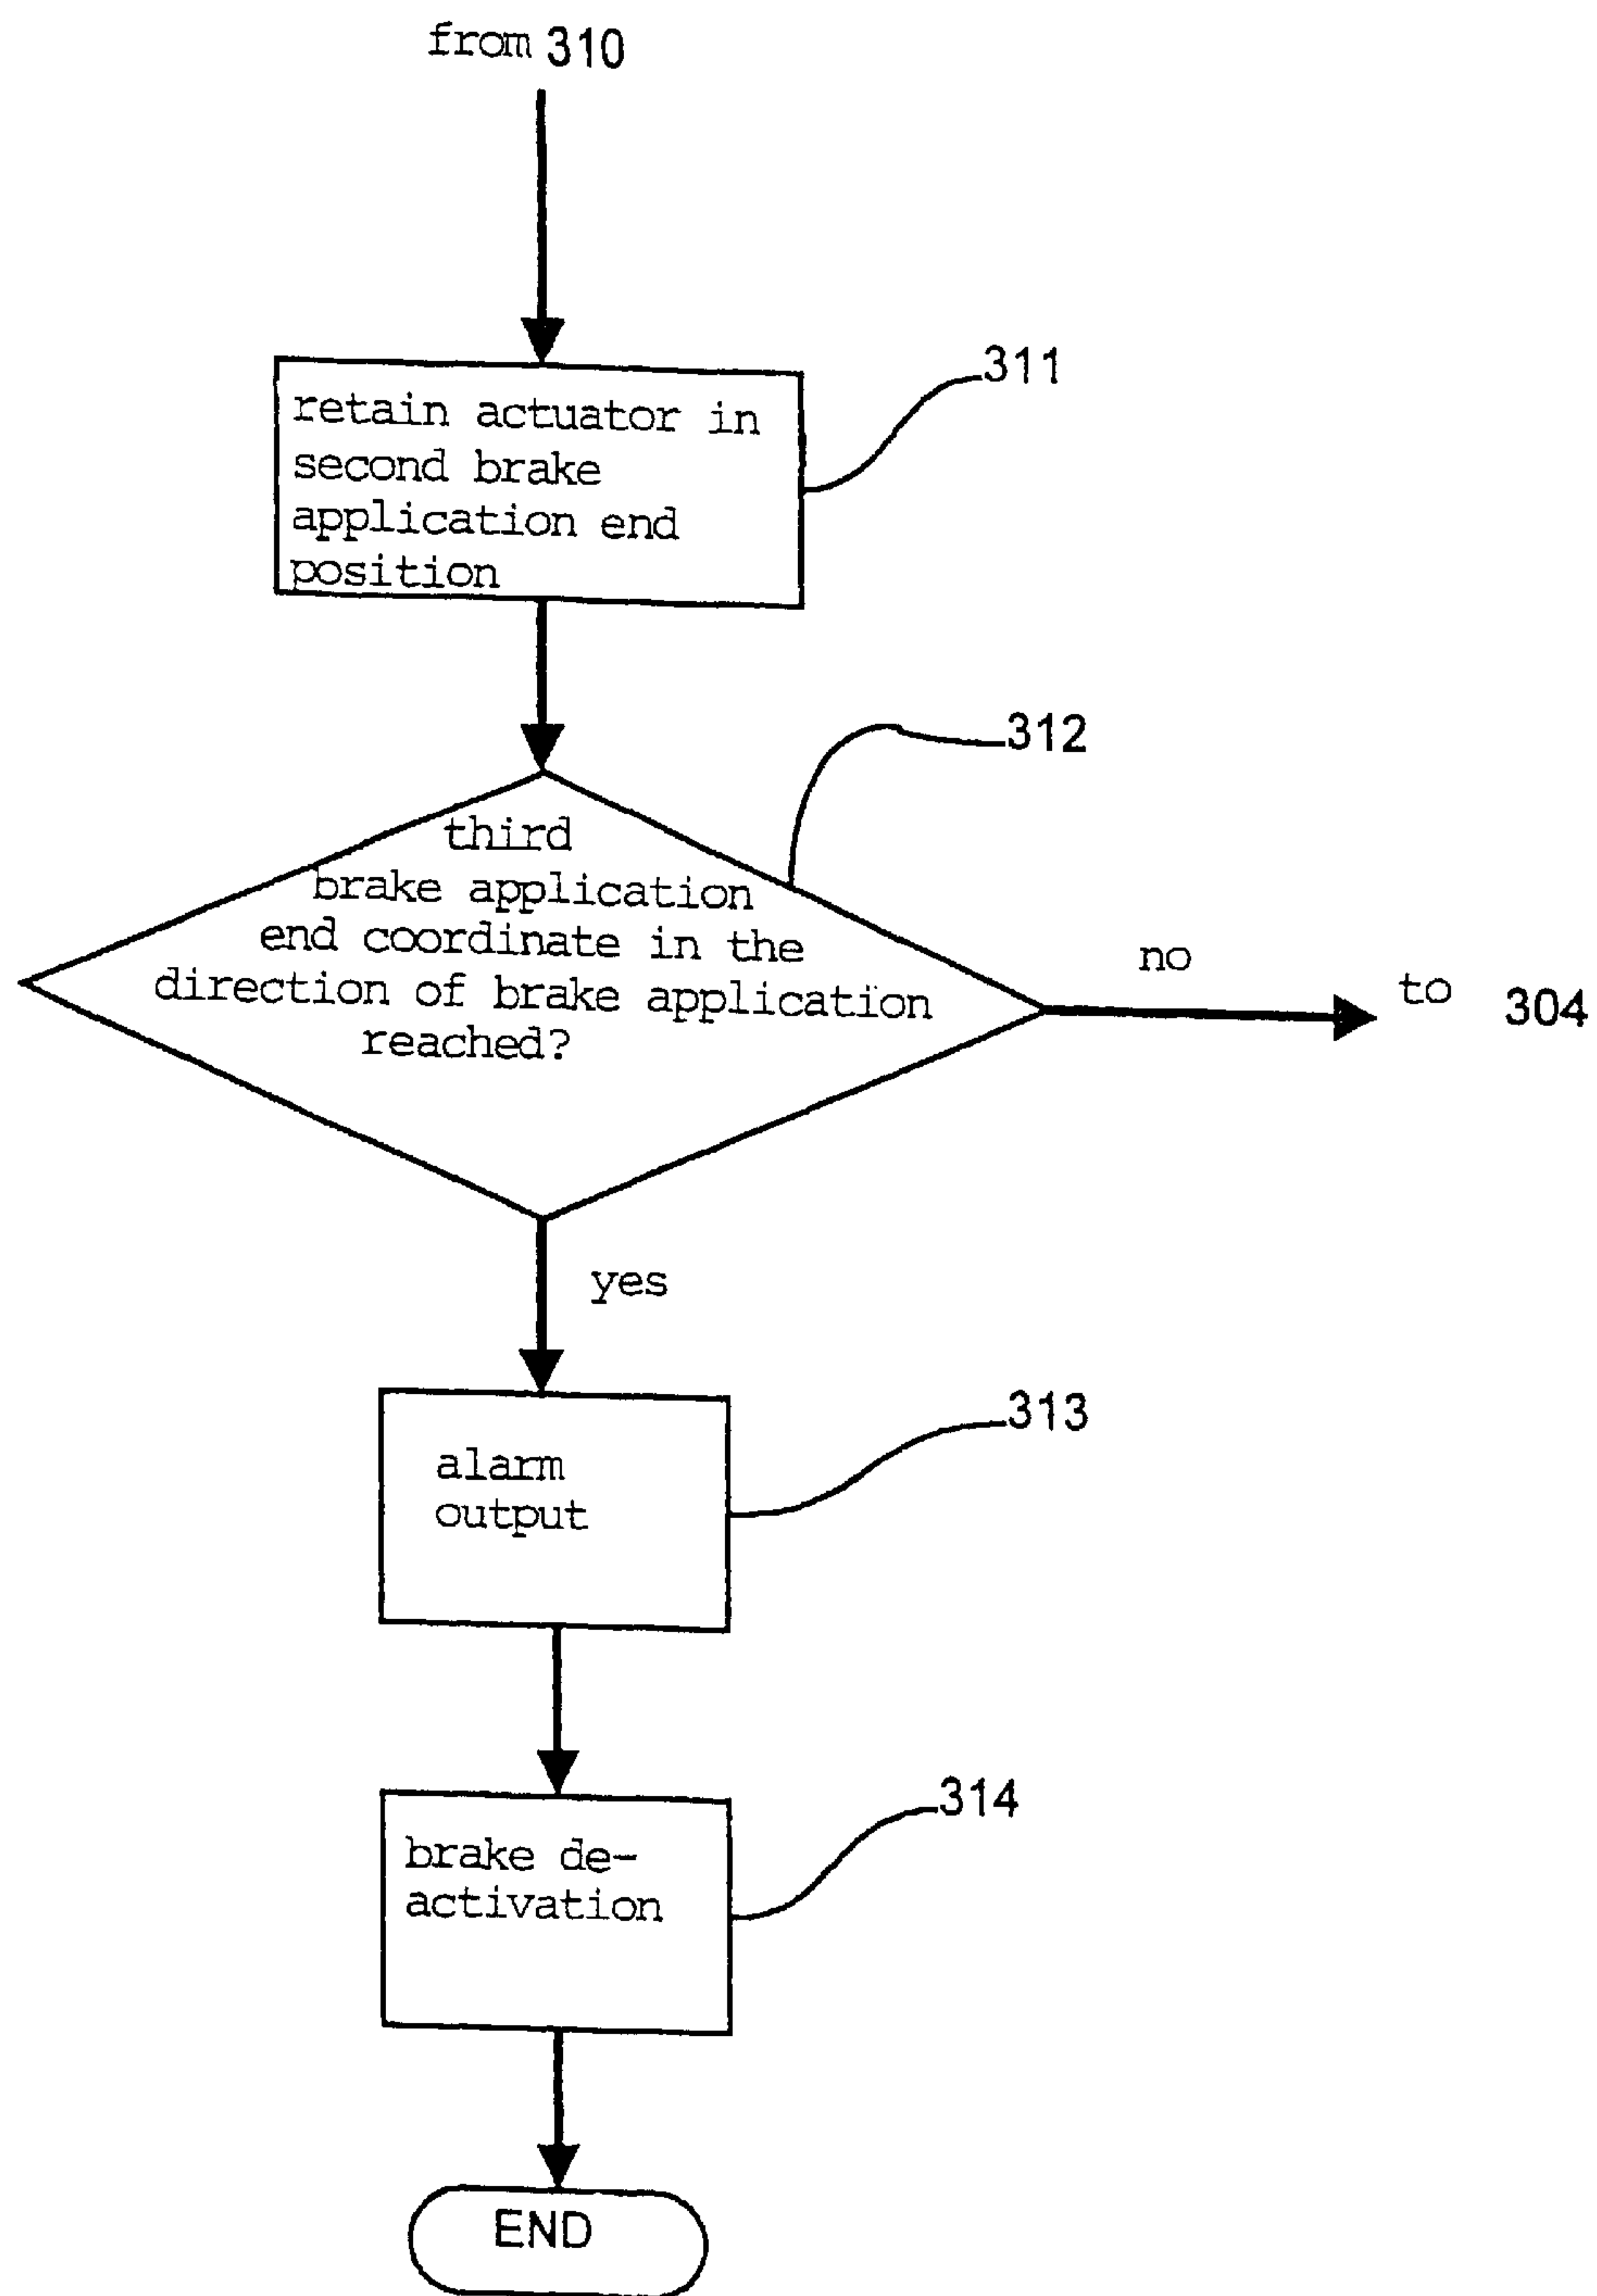 from 310
311
retain actuator in
second brake
application end
position
312
third
brake application
end coordinate in the
direction of brake application
reached?
no
to 304
yes
313
alarm
output
314
brake de-
activation
END